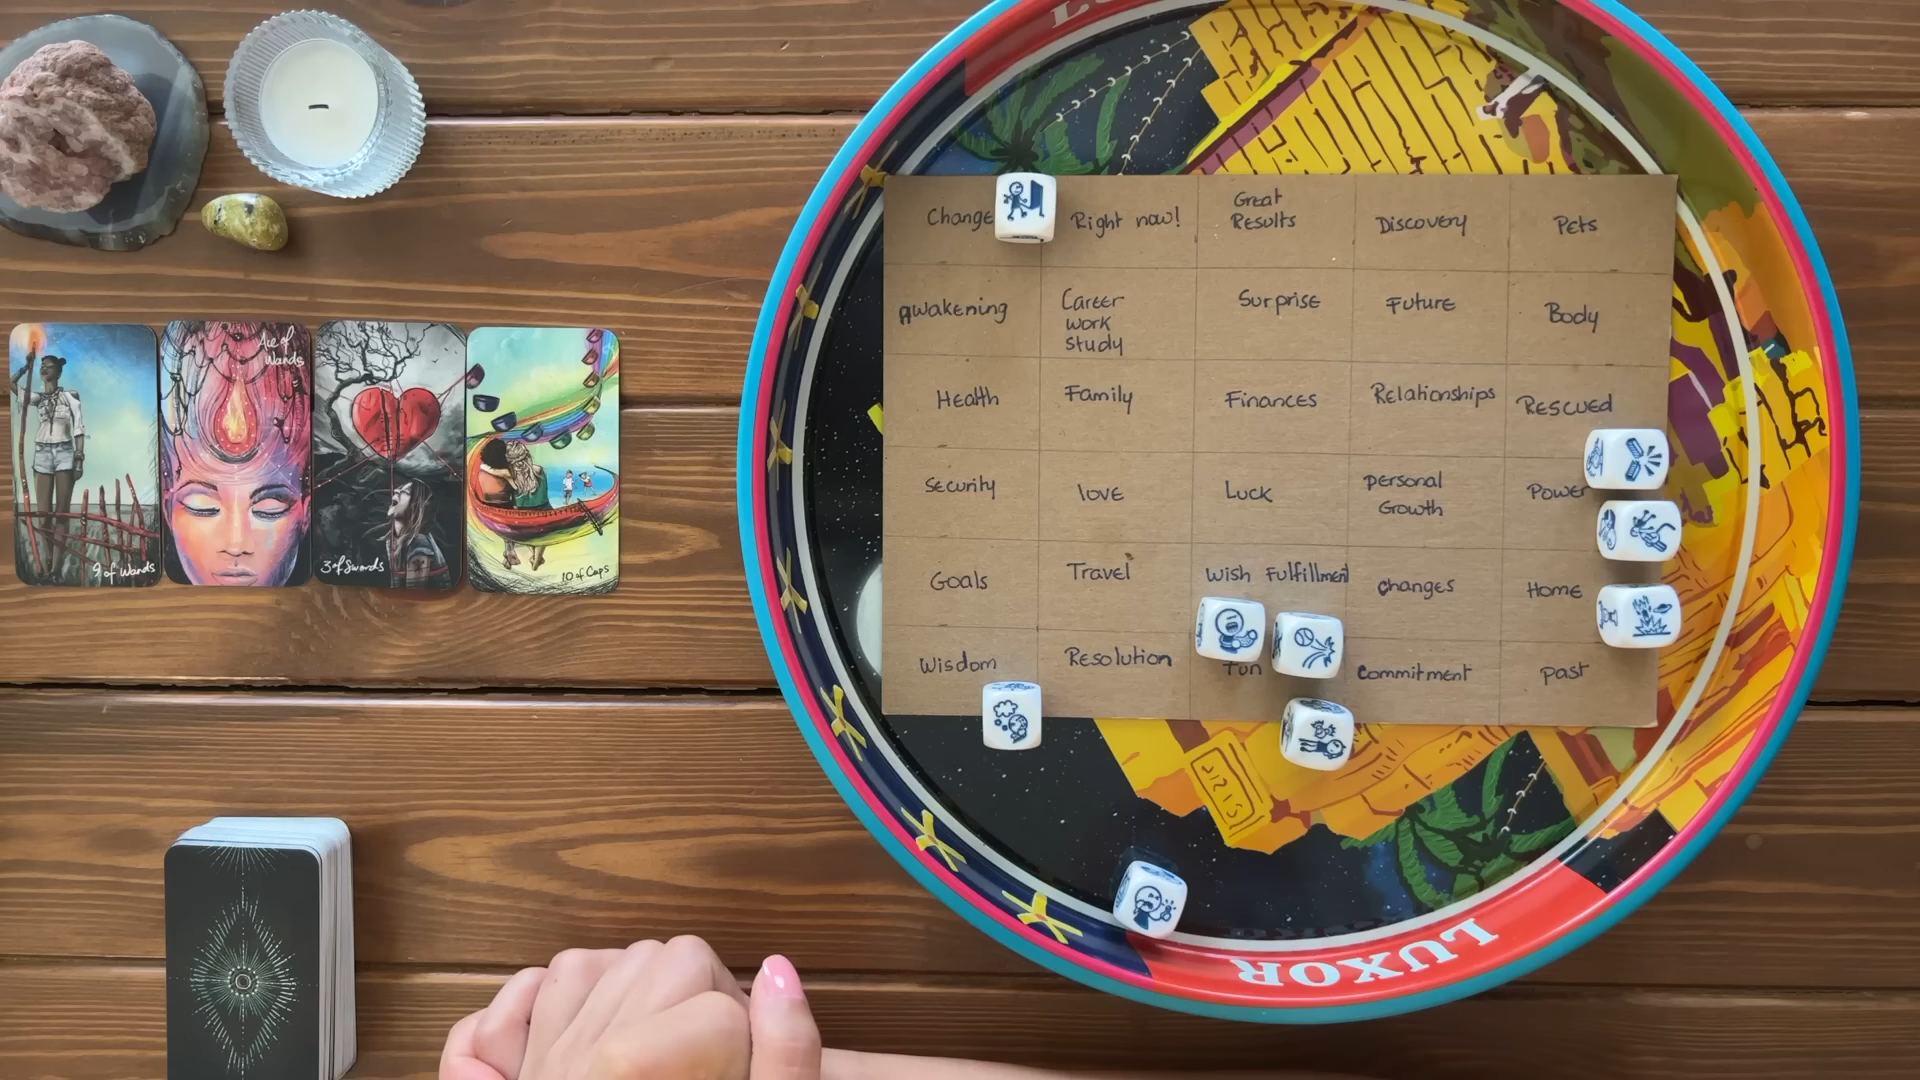 Change
Right now!
Great
Results
Discovery
Pets
Awakening
Career
work
study
Surprise
Future
Body
Health
Family
Finances
Relationships
RESCUED
Security
love
Luck
personal
Growth
Power
Goals
Travel
Wish Fulfillment
changes
Home
Wisdom
Resolution
Fun
Commitment
past
9 of Wands
Ace of
Wands
3 of Swords
10 of Cups
LUXOR